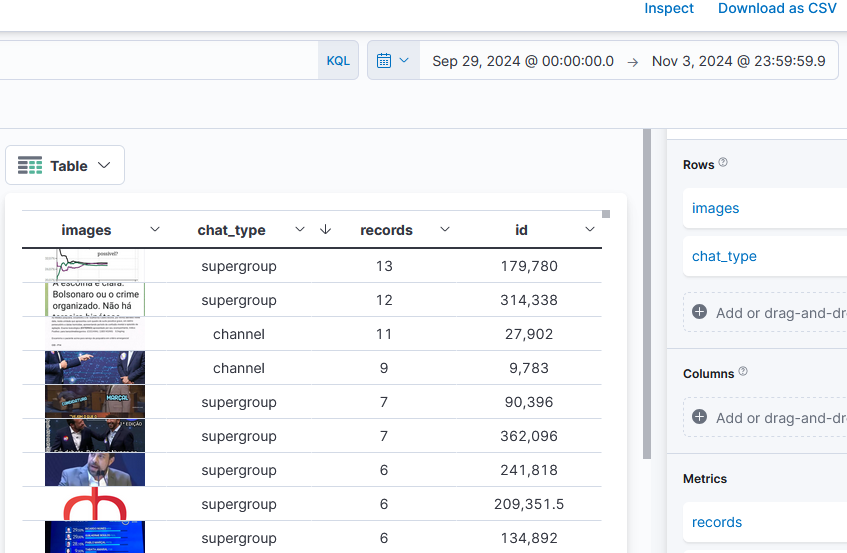 Inspect Download as CSV
KQL Sep 29, 2024 @ 00:00:00.0 → Nov 3, 2024 @ 23:59:59.9
Table
images chat_type records id
possível?
supergroup 13 179,780
A escolha é clara:
Bolsonaro ou o crime
organizado. Não há
supergroup 12 314,338
channel 11 27,902
channel 9 9,783
MARÇAL
supergroup 7 90,396
1ª EDIÇÃO
supergroup 7 362,096
supergroup 6 241,818
supergroup 6 209,351.5
supergroup 6 134,892
Rows
images
chat_type
Add or drag-and-dr
Columns
Add or drag-and-dr
Metrics
records